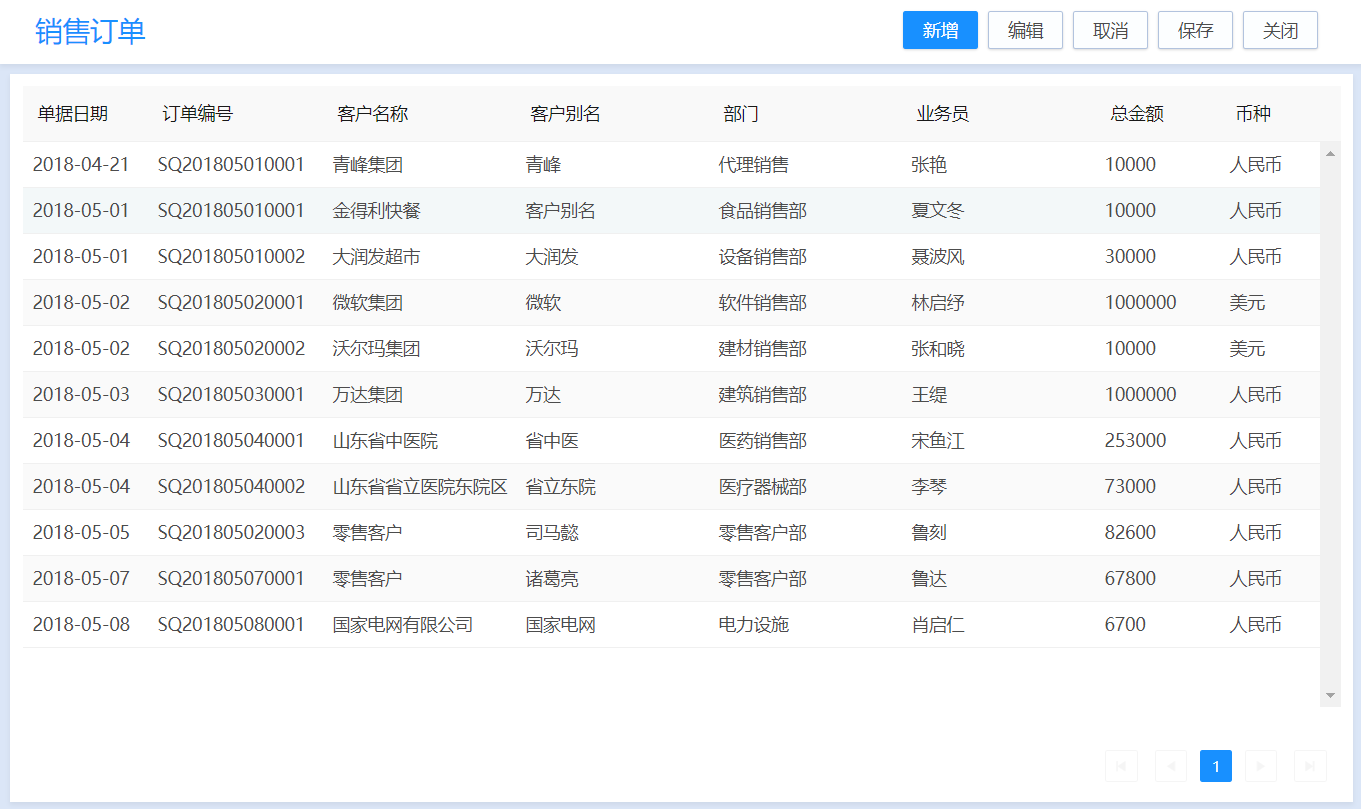 销售订单 新增 编辑 取消 保存 关闭
单据日期 订单编号 客户名称 客户别名 部门 业务员 总金额 币种
2018-04-21 SQ201805010001 青峰集团 青峰 代理销售 张艳 10000 人民币
2018-05-01 SQ201805010001 金得利快餐 客户别名 食品销售部 夏文冬 10000 人民币
2018-05-01 SQ201805010002 大润发超市 大润发 设备销售部 聂波风 30000 人民币
2018-05-02 SQ201805020001 微软集团 微软 软件销售部 林启纾 1000000 美元
2018-05-02 SQ201805020002 沃尔玛集团 沃尔玛 建材销售部 张和晓 10000 美元
2018-05-03 SQ201805030001 万达集团 万达 建筑销售部 王缇 1000000 人民币
2018-05-04 SQ201805040001 山东省中医院 省中医 医药销售部 宋鱼江 253000 人民币
2018-05-04 SQ201805040002 山东省省立医院东院区 省立东院 医疗器械部 李琴 73000 人民币
2018-05-05 SQ201805020003 零售客户 司马懿 零售客户部 鲁刻 82600 人民币
2018-05-07 SQ201805070001 零售客户 诸葛亮 零售客户部 鲁达 67800 人民币
2018-05-08 SQ201805080001 国家电网有限公司 国家电网 电力设施 肖启仁 6700 人民币
1